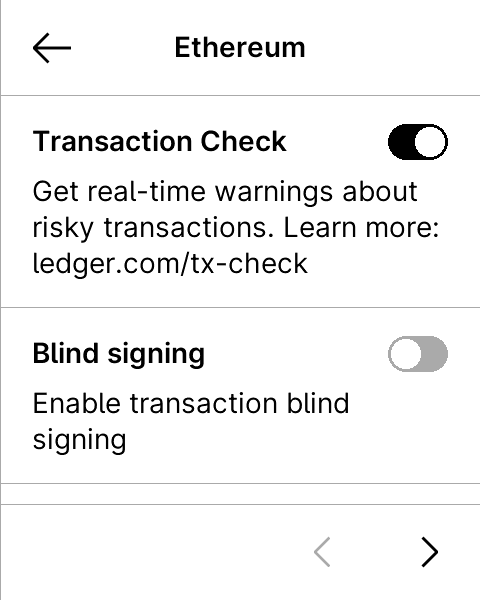 Ethereum
Transaction Check
Get real-time warnings about
risky transactions. Learn more:
ledger.com/tx-check
Blind signing
Enable transaction blind
signing